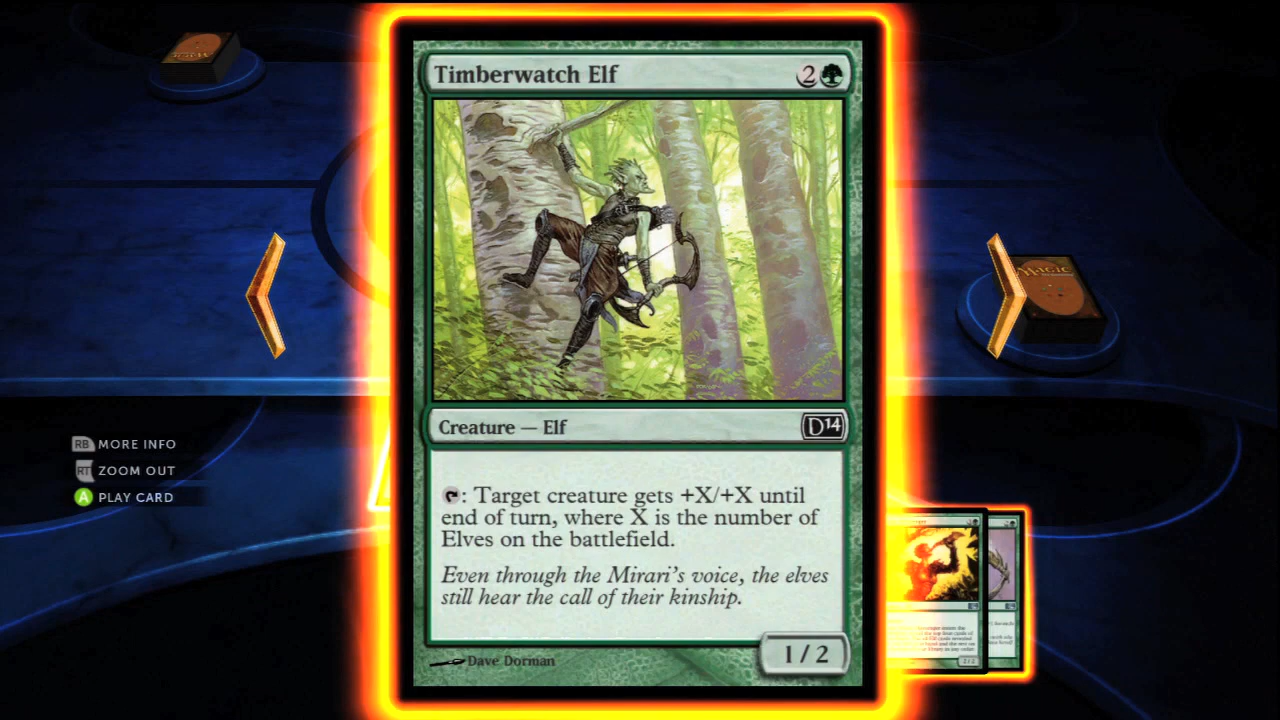 Timberwatch Elf 2
Creature — Elf D14
: Target creature gets +X/+X until
end of turn, where X is the number of
Elves on the battlefield.
Even through the Mirari's voice, the elves
still hear the call of their kinship.
Dave Dorman
1 / 2
RB MORE INFO
RT ZOOM OUT
A PLAY CARD
MAGIC